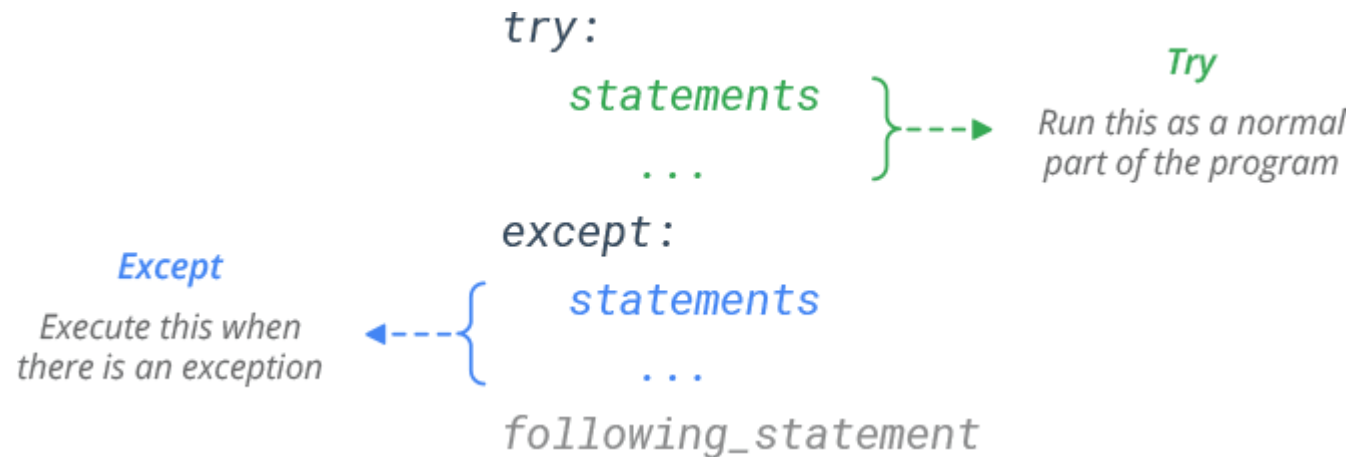 try:
Try
statements
Run this as a normal
part of the program
...
except:
Except
statements
Execute this when
there is an exception
...
following_statement